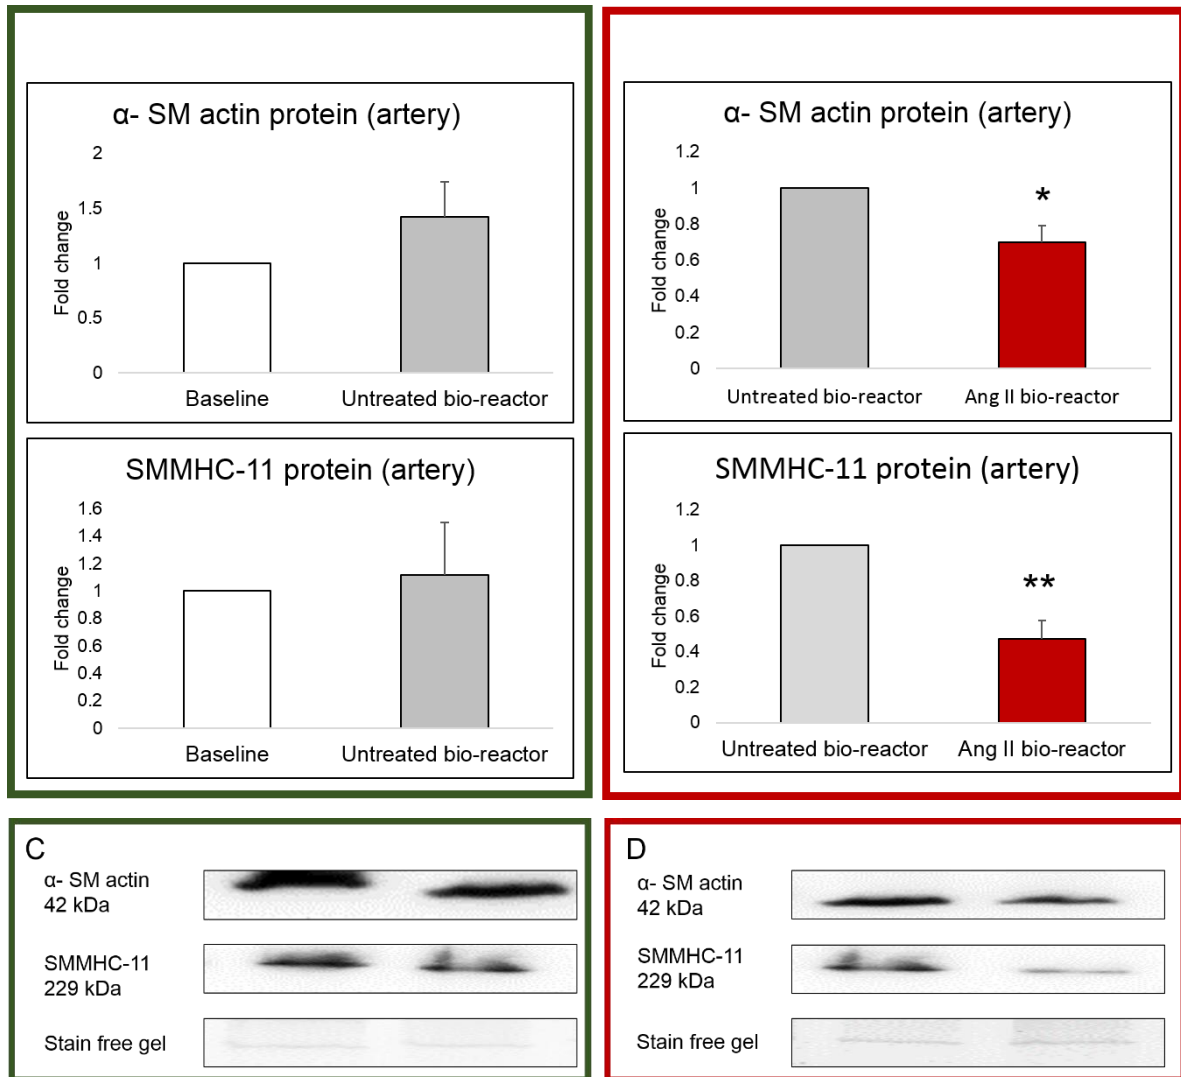 α- SM actin protein (artery)
2
1.5
1
0.5
0
Fold change
Baseline Untreated bio-reactor
SMMHC-11 protein (artery)
1.6
1.4
1.2
1
0.8
0.6
0.4
0.2
0
Fold change
Baseline Untreated bio-reactor
α- SM actin protein (artery)
1.2
1
0.8
0.6
0.4
0.2
0
Fold change
*
Untreated bio-reactor Ang II bio-reactor
SMMHC-11 protein (artery)
1.2
1
0.8
0.6
0.4
0.2
0
Fold change
**
Untreated bio-reactor Ang II bio-reactor
C
α- SM actin
42 kDa
SMMHC-11
229 kDa
Stain free gel
D
α- SM actin
42 kDa
SMMHC-11
229 kDa
Stain free gel